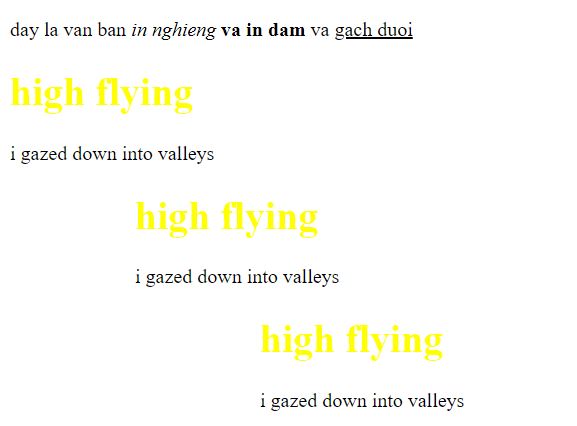 day la van ban in nghieng va in dam va gach duoi
high flying
i gazed down into valleys
high flying
i gazed down into valleys
high flying
i gazed down into valleys